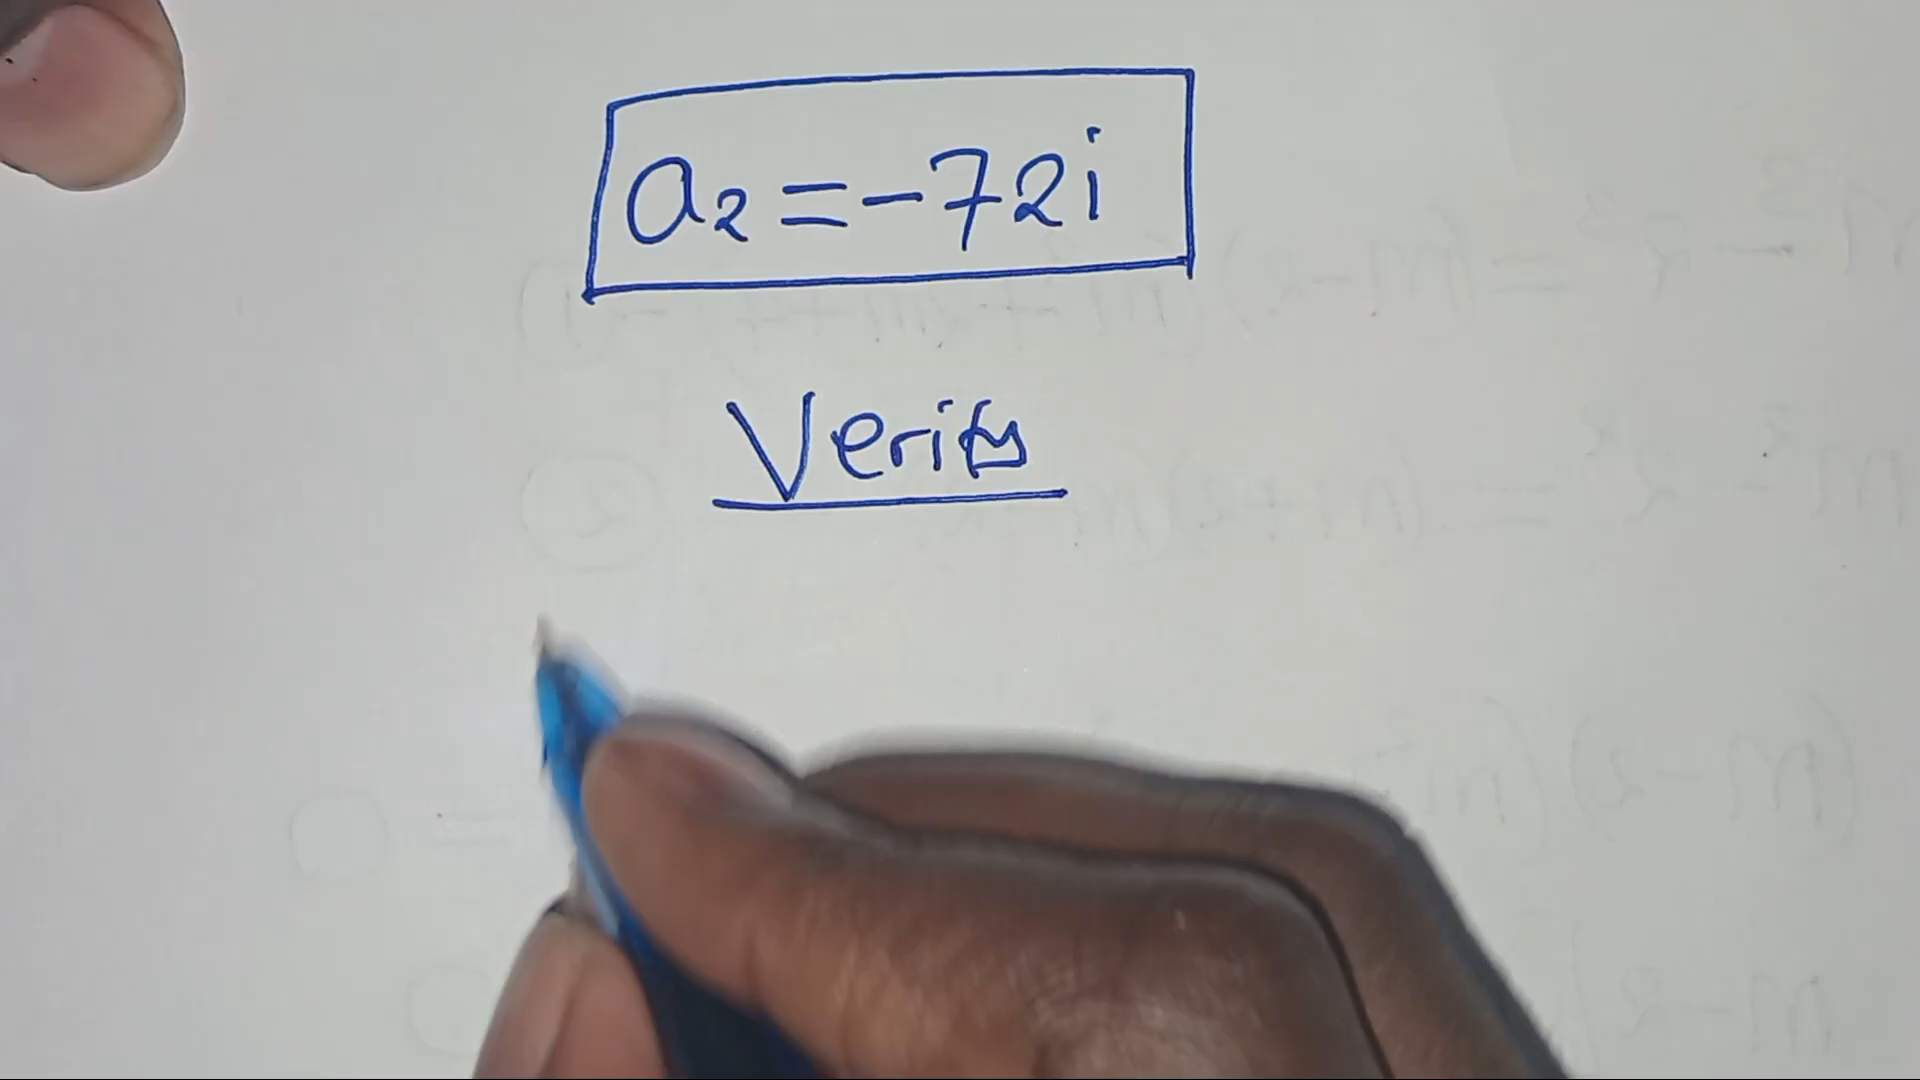 a₂ = -72i
Verify